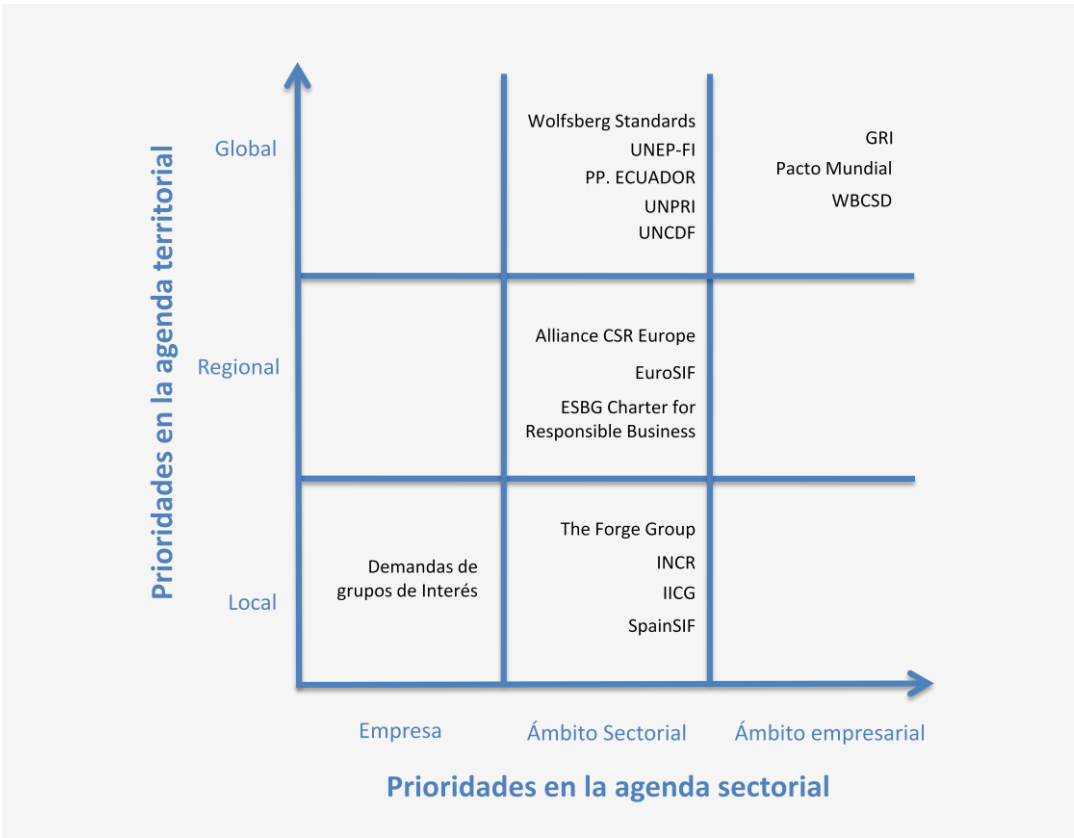 Prioridades en la agenda territorial
Global
Wolfsberg Standards
UNEP-FI
PP. ECUADOR
UNPRI
UNCDF
GRI
Pacto Mundial
WBCSD
Regional
Alliance CSR Europe
EuroSIF
ESBG Charter for
Responsible Business
Local
Demandas de
grupos de Interés
The Forge Group
INCR
IICG
SpainSIF
Empresa
Ámbito Sectorial
Ámbito empresarial
Prioridades en la agenda sectorial